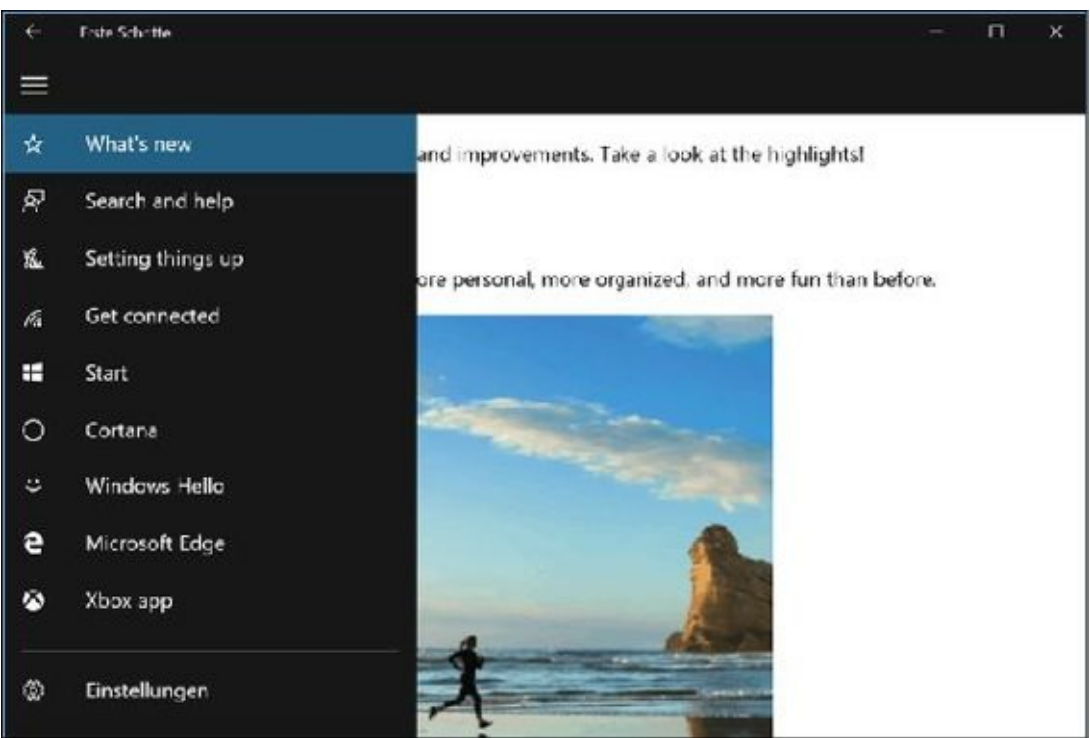 Erste Schritte
What's new
and improvements. Take a look at the highlights!
Search and help
Setting things up
ore personal, more organized, and more fun than before.
Get connected
Start
Cortana
Windows Hello
Microsoft Edge
Xbox app
Einstellungen